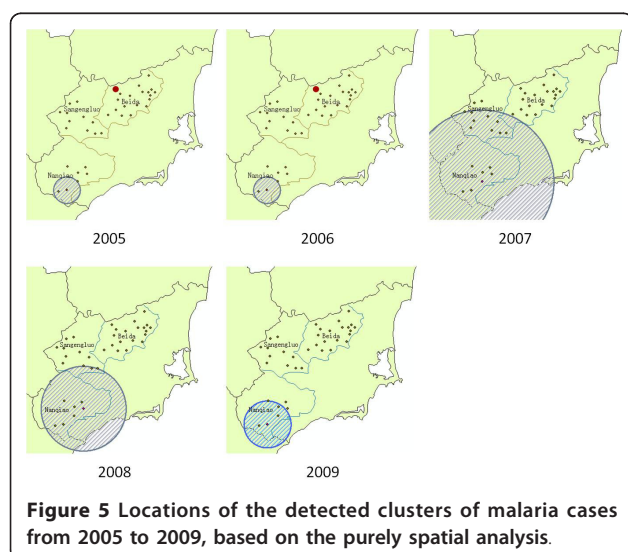 Sangengluo
Beida
Nanqiao
2005
Sangengluo
Beida
Nanqiao
2006
Sangengluo
Beida
Nanqiao
2007
Sangengluo
Beida
Nanqiao
2008
Sangengluo
Beida
Nanqiao
2009
Figure 5 Locations of the detected clusters of malaria cases
from 2005 to 2009, based on the purely spatial analysis.